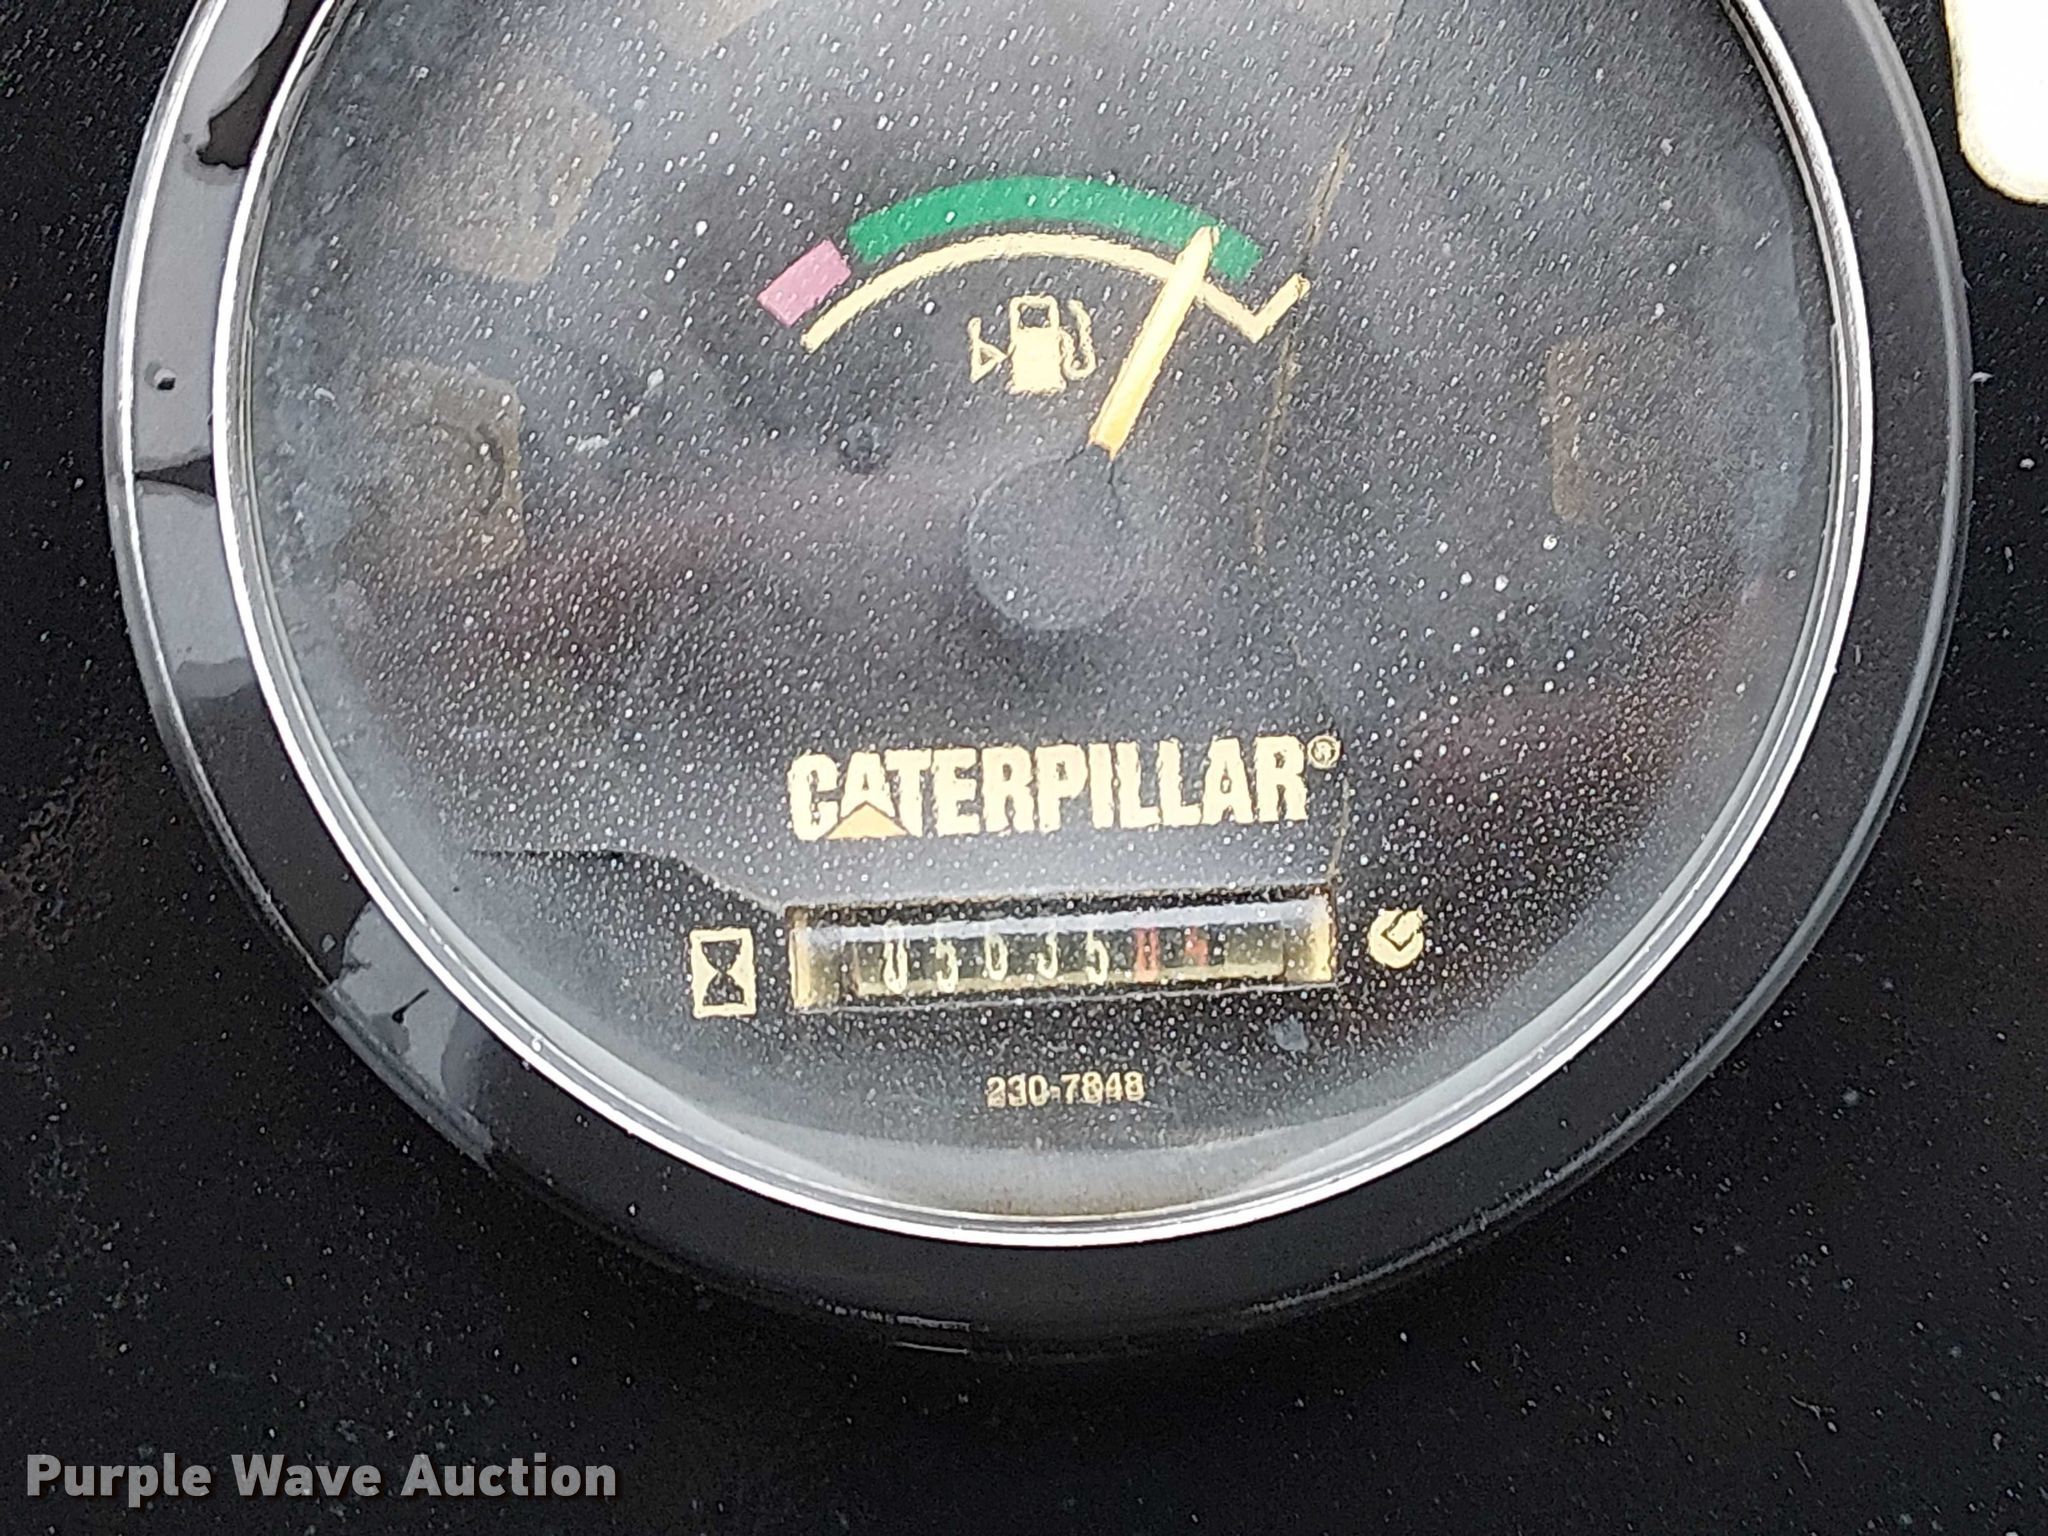 CATERPILLAR®
230-7848
Purple Wave Auction